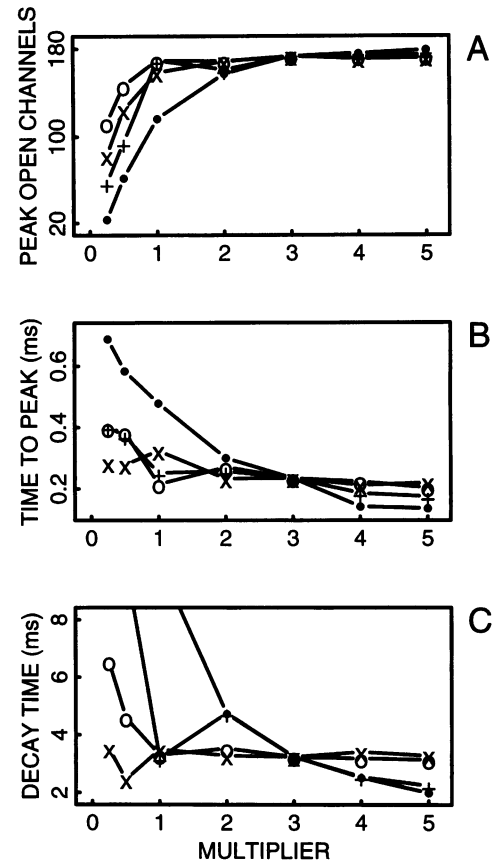 A
PEAK OPEN CHANNELS
180
100
20
0 1 2 3 4 5
B
TIME TO PEAK (ms)
0.6
0.4
0.2
0 1 2 3 4 5
C
DECAY TIME (ms)
8
6
4
2
0 1 2 3 4 5
MULTIPLIER